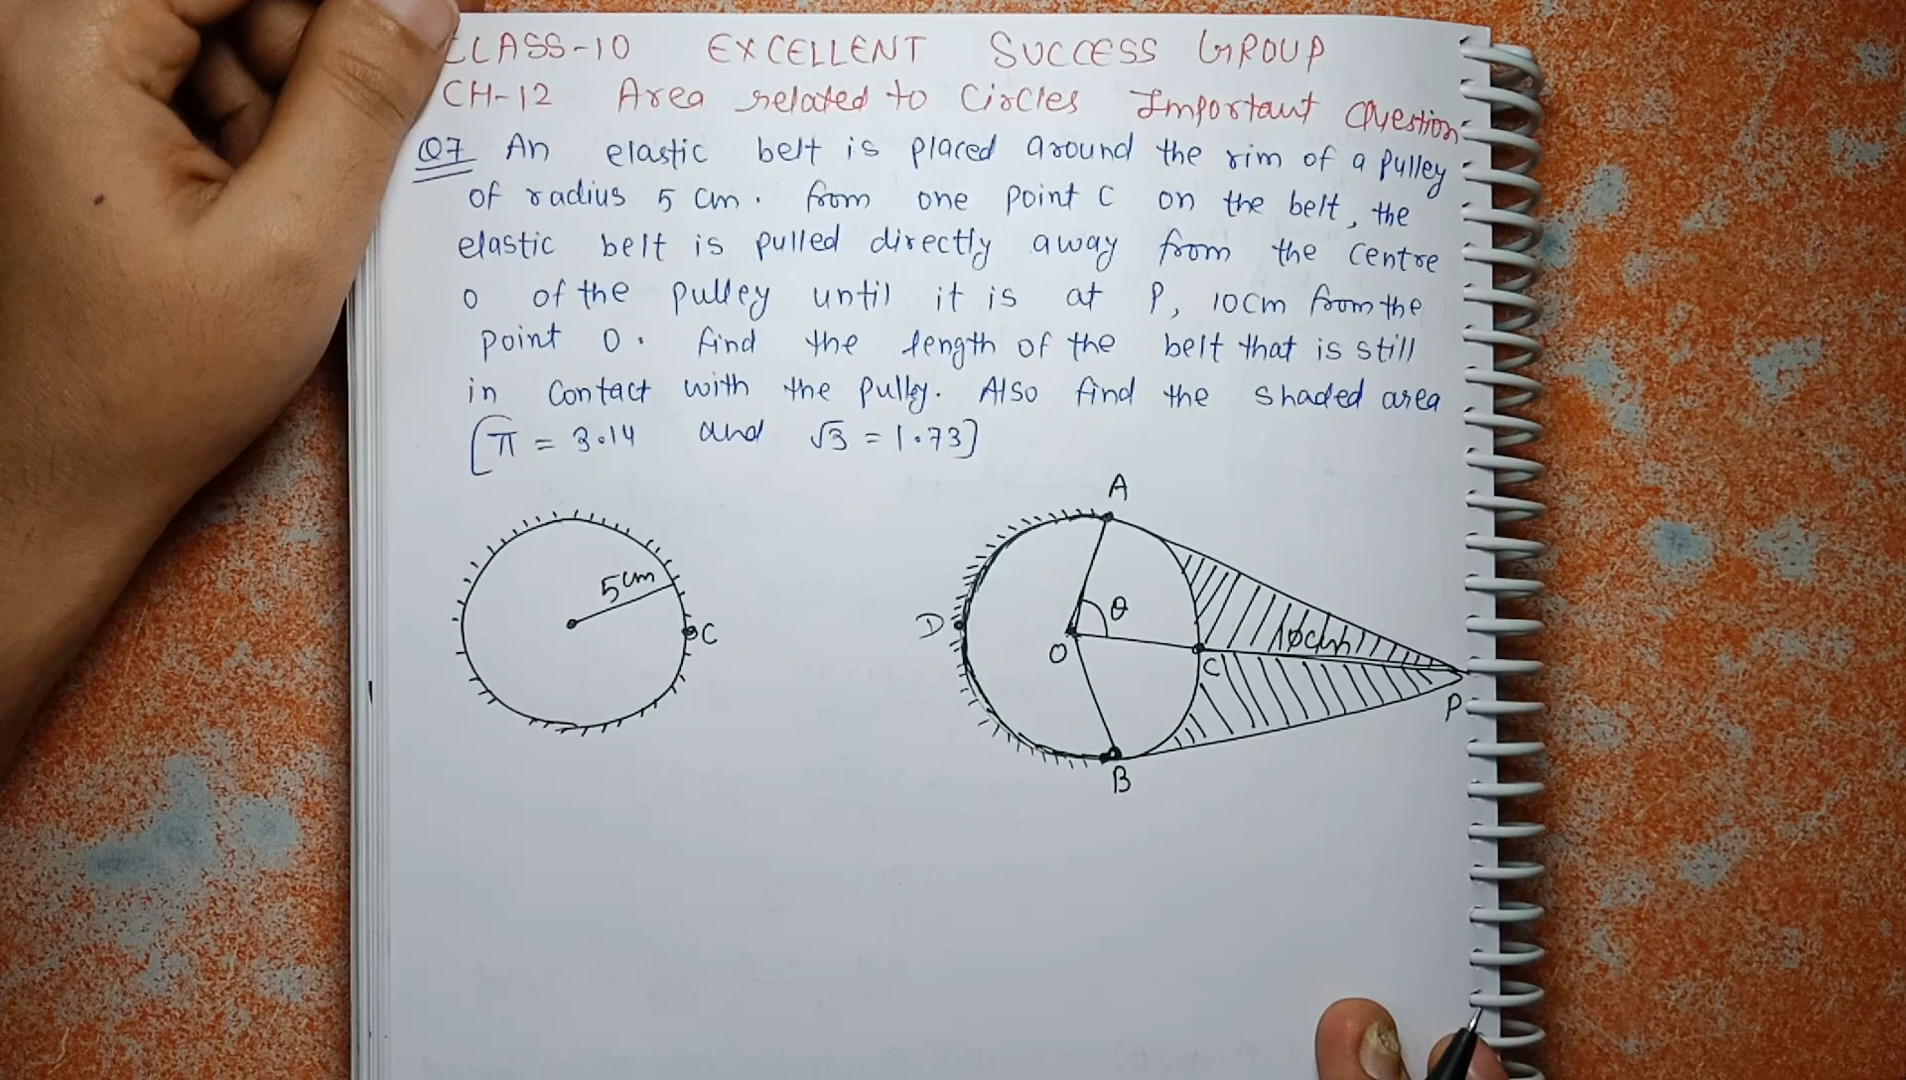 CLASS-10 EXCELLENT SUCCESS GROUP
CH-12 Area related to Circles Important Question
Q7 An elastic belt is placed around the rim of a pulley
of radius 5 cm. from one point C on the belt, the
elastic belt is pulled directly away from the centre
O of the pulley until it is at P, 10cm from the
point O. find the length of the belt that is still
in Contact with the pully. Also find the shaded area
[π = 3.14 and √3 = 1.73]
A
5cm
θ
D
C
10cm
O
C
P
B